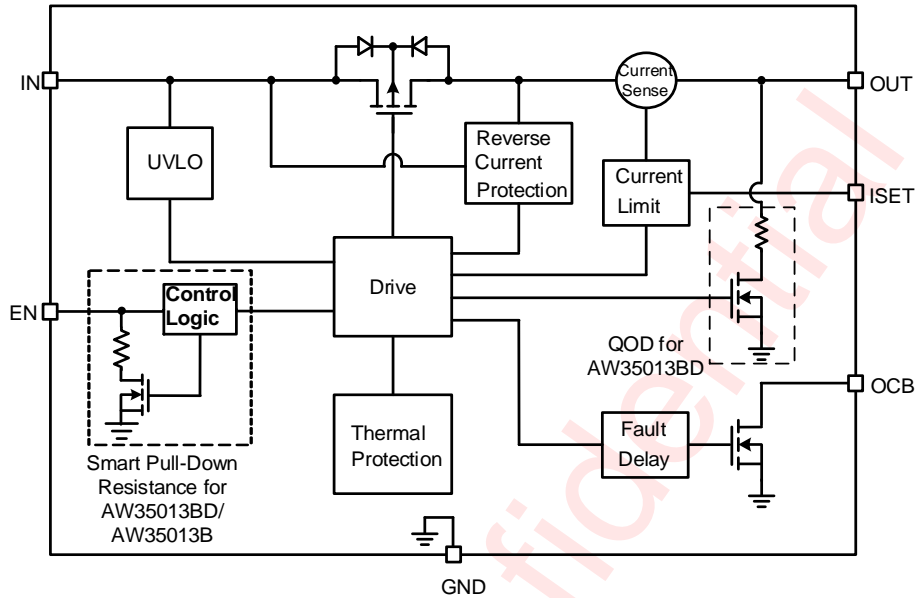 IN
UVLO
Reverse
Current
Protection
Current
Sense
OUT
Current
Limit
ISET
EN
Control
Logic
Drive
QOD for
AW35013BD
Smart Pull-Down
Resistance for
AW35013BD/
AW35013B
Thermal
Protection
Fault
Delay
OCB
GND
fidential